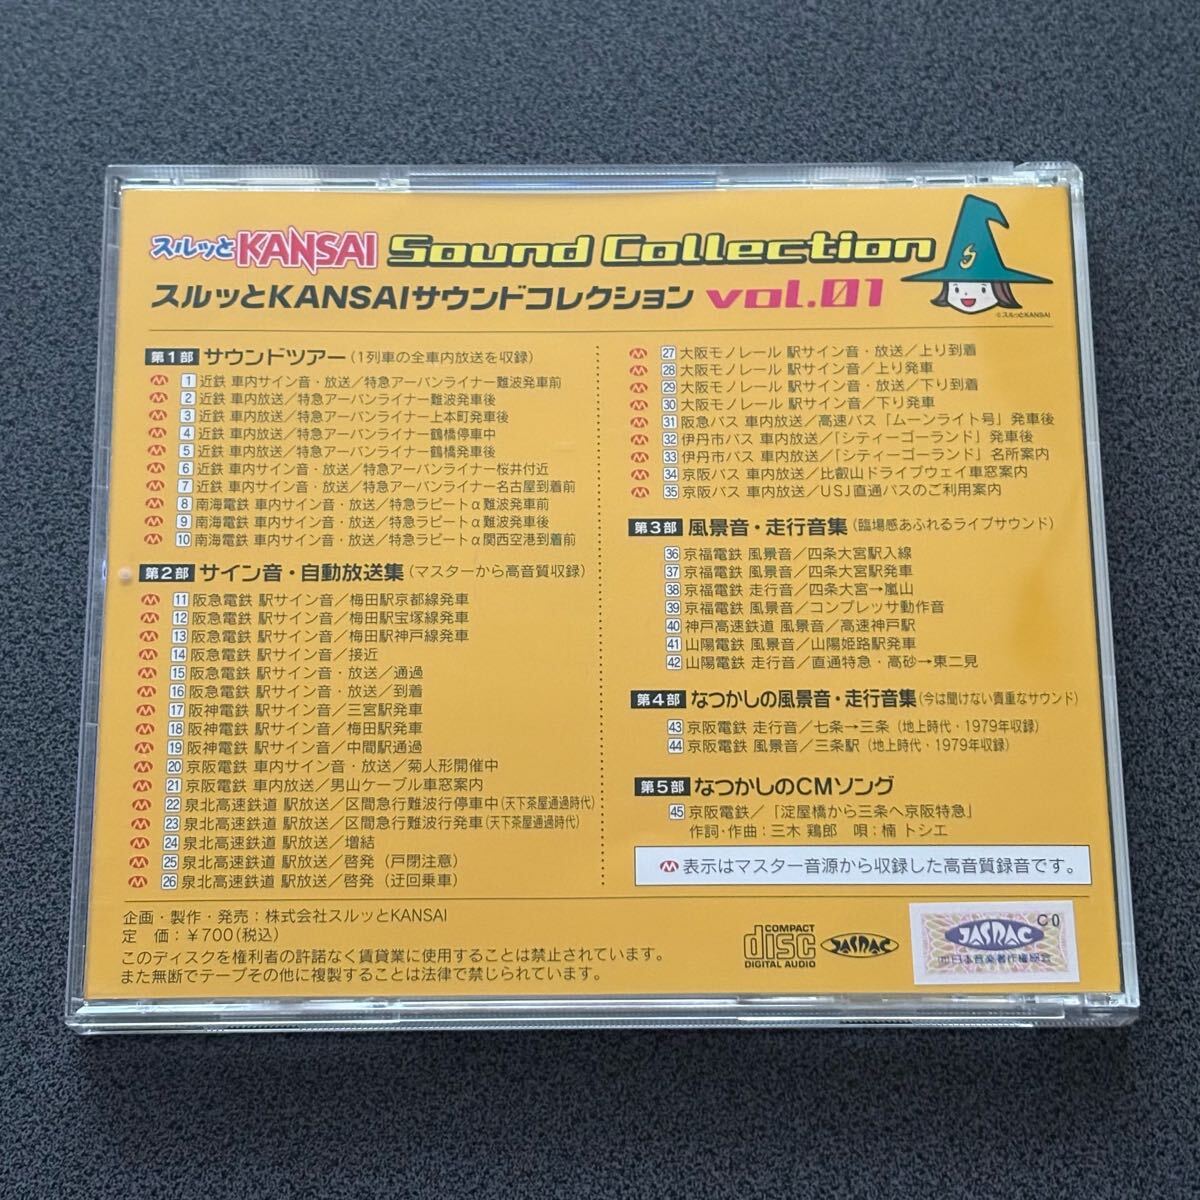 スルッとKANSAI Sound Collection
スルッとKANSAIサウンドコレクション vol.01
S
©スルッとKANSAI
第1部 サウンドツアー(1列車の全車内放送を収録)
M 1 近鉄 車内サイン音・放送／特急アーバンライナー難波発車前
M 2 近鉄 車内放送／特急アーバンライナー難波発車後
M 3 近鉄 車内放送／特急アーバンライナー上本町発車後
M 4 近鉄 車内放送／特急アーバンライナー鶴橋停車中
M 5 近鉄 車内放送／特急アーバンライナー鶴橋発車後
M 6 近鉄 車内サイン音・放送／特急アーバンライナー桜井付近
M 7 近鉄 車内サイン音・放送／特急アーバンライナー名古屋到着前
M 8 南海電鉄 車内サイン音・放送／特急ラピートα難波発車前
M 9 南海電鉄 車内サイン音・放送／特急ラピートα難波発車後
M 10 南海電鉄 車内サイン音・放送／特急ラピートα関西空港到着前
第2部 サイン音・自動放送集(マスターから高音質収録)
M 11 阪急電鉄 駅サイン音／梅田駅京都線発車
M 12 阪急電鉄 駅サイン音／梅田駅宝塚線発車
M 13 阪急電鉄 駅サイン音／梅田駅神戸線発車
M 14 阪急電鉄 駅サイン音／接近
M 15 阪急電鉄 駅サイン音・放送／通過
M 16 阪急電鉄 駅サイン音・放送／到着
M 17 阪神電鉄 駅サイン音／三宮駅発車
M 18 阪神電鉄 駅サイン音／梅田駅発車
M 19 阪神電鉄 駅サイン音／中間駅通過
M 20 京阪電鉄 車内サイン音・放送／菊人形開催中
M 21 京阪電鉄 車内放送／男山ケーブル車窓案内
M 22 泉北高速鉄道 駅放送／区間急行難波行停車中(天下茶屋通過時代)
M 23 泉北高速鉄道 駅放送／区間急行難波行発車(天下茶屋通過時代)
M 24 泉北高速鉄道 駅放送／増結
M 25 泉北高速鉄道 駅放送／啓発（戸閉注意）
M 26 泉北高速鉄道 駅放送／啓発（迂回乗車）
M 27 大阪モノレール 駅サイン音・放送／上り到着
M 28 大阪モノレール 駅サイン音／上り発車
M 29 大阪モノレール 駅サイン音・放送／下り到着
M 30 大阪モノレール 駅サイン音／下り発車
M 31 阪急バス 車内放送／高速バス「ムーンライト号」発車後
M 32 伊丹市バス 車内放送／「シティーゴーランド」発車後
M 33 伊丹市バス 車内放送／「シティーゴーランド」名所案内
M 34 京阪バス 車内放送／比叡山ドライブウェイ車窓案内
M 35 京阪バス 車内放送／USJ直通バスのご利用案内
第3部 風景音・走行音集(臨場感あふれるライブサウンド)
36 京福電鉄 風景音／四条大宮駅入線
37 京福電鉄 風景音／四条大宮駅発車
38 京福電鉄 走行音／四条大宮→嵐山
39 京福電鉄 風景音／コンプレッサ動作音
40 神戸高速鉄道 風景音／高速神戸駅
41 山陽電鉄 風景音／山陽姫路駅発車
42 山陽電鉄 走行音／直通特急・高砂→東二見
第4部 なつかしの風景音・走行音集(今は聞けない貴重なサウンド)
43 京阪電鉄 走行音／七条→三条（地上時代・1979年収録）
44 京阪電鉄 風景音／三条駅（地上時代・1979年収録）
第5部 なつかしのCMソング
45 京阪電鉄／「淀屋橋から三条へ京阪特急」
作詞・作曲：三木 鶏郎 唄：楠 トシエ
M 表示はマスター音源から収録した高音質録音です。
企画・製作・発売：株式会社スルッとKANSAI
定 価：￥700(税込)
このディスクを権利者の許諾なく賃貸業に使用することは禁止されています。
また無断でテープその他に複製することは法律で禁じられています。
COMPACT disc DIGITAL AUDIO
JASRAC
C0
JASRAC
㈳日本音楽著作権協会